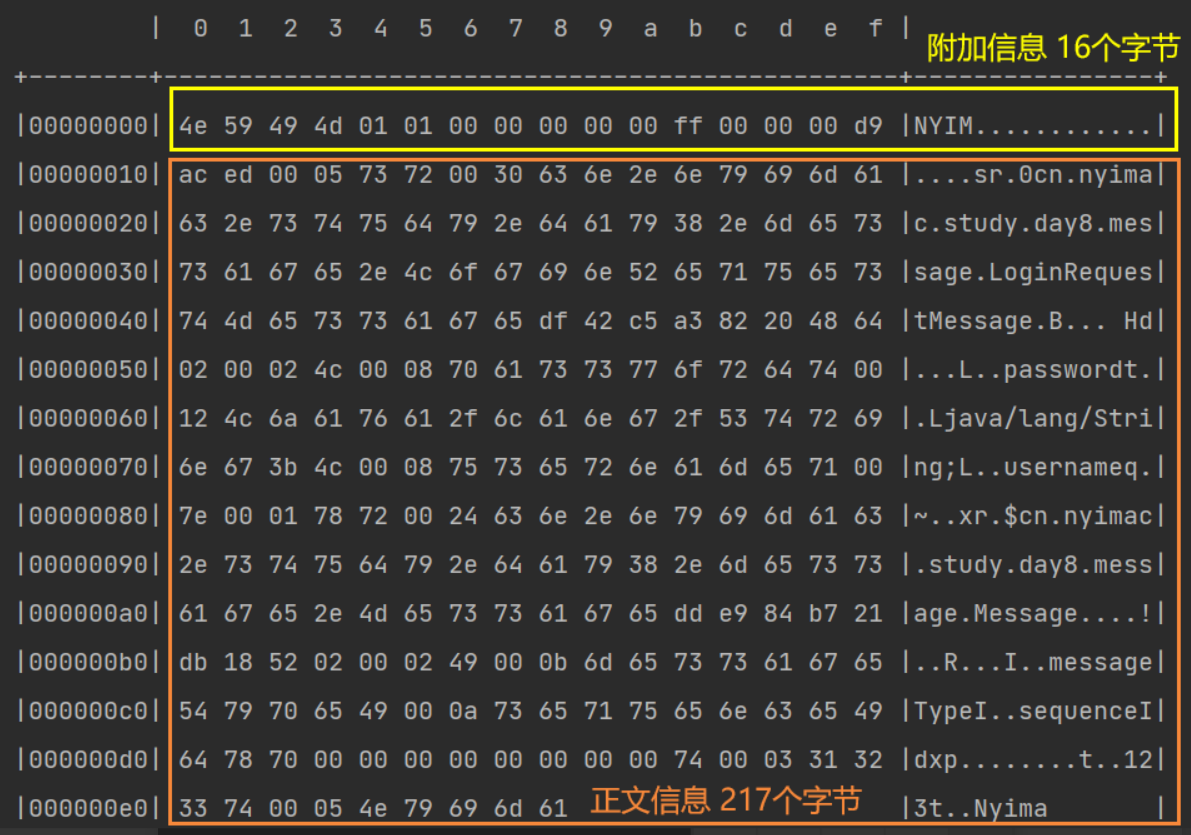 | 0 1 2 3 4 5 6 7 8 9 a b c d e f |
附加信息 16个字节
+--------+-------------------------------------------------+----------------+
|00000000| 4e 59 49 4d 01 01 00 00 00 00 00 ff 00 00 00 d9 |NYIM............|
|00000010| ac ed 00 05 73 72 00 30 63 6e 2e 6e 79 69 6d 61 |....sr.0cn.nyima|
|00000020| 63 2e 73 74 75 64 79 2e 64 61 79 38 2e 6d 65 73 |c.study.day8.mes|
|00000030| 73 61 67 65 2e 4c 6f 67 69 6e 52 65 71 75 65 73 |sage.LoginReques|
|00000040| 74 4d 65 73 73 61 67 65 df 42 c5 a3 82 20 48 64 |tMessage.B... Hd|
|00000050| 02 00 02 4c 00 08 70 61 73 73 77 6f 72 64 74 00 |...L..passwordt.|
|00000060| 12 4c 6a 61 76 61 2f 6c 61 6e 67 2f 53 74 72 69 |.Ljava/lang/Stri|
|00000070| 6e 67 3b 4c 00 08 75 73 65 72 6e 61 6d 65 71 00 |ng;L..usernameq.|
|00000080| 7e 00 01 78 72 00 24 63 6e 2e 6e 79 69 6d 61 63 |~..xr.$cn.nyimac|
|00000090| 2e 73 74 75 64 79 2e 64 61 79 38 2e 6d 65 73 73 |.study.day8.mess|
|000000a0| 61 67 65 2e 4d 65 73 73 61 67 65 dd e9 84 b7 21 |age.Message....!|
|000000b0| db 18 52 02 00 02 49 00 0b 6d 65 73 73 61 67 65 |..R...I..message|
|000000c0| 54 79 70 65 49 00 0a 73 65 71 75 65 6e 63 65 49 |TypeI..sequenceI|
|000000d0| 64 78 70 00 00 00 00 00 00 00 00 74 00 03 31 32 |dxp........t..12|
|000000e0| 33 74 00 05 4e 79 69 6d 61 |3t..Nyima |
正文信息 217个字节